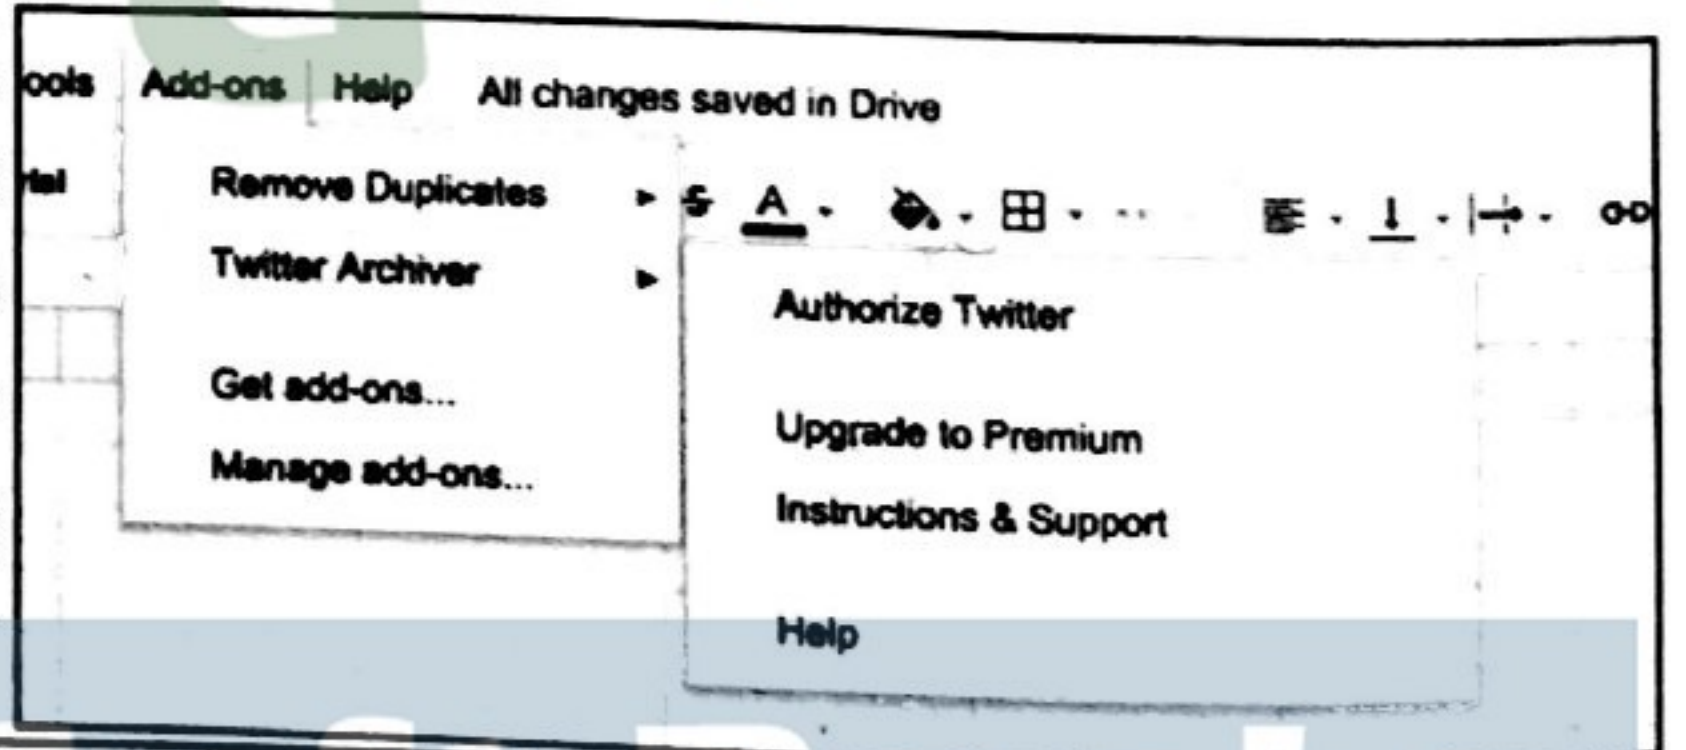 ools Add-ons Help All changes saved in Drive
Remove Duplicates
Twitter Archiver
Get add-ons...
Manage add-ons...
S A
Authorize Twitter
Upgrade to Premium
Instructions & Support
Help